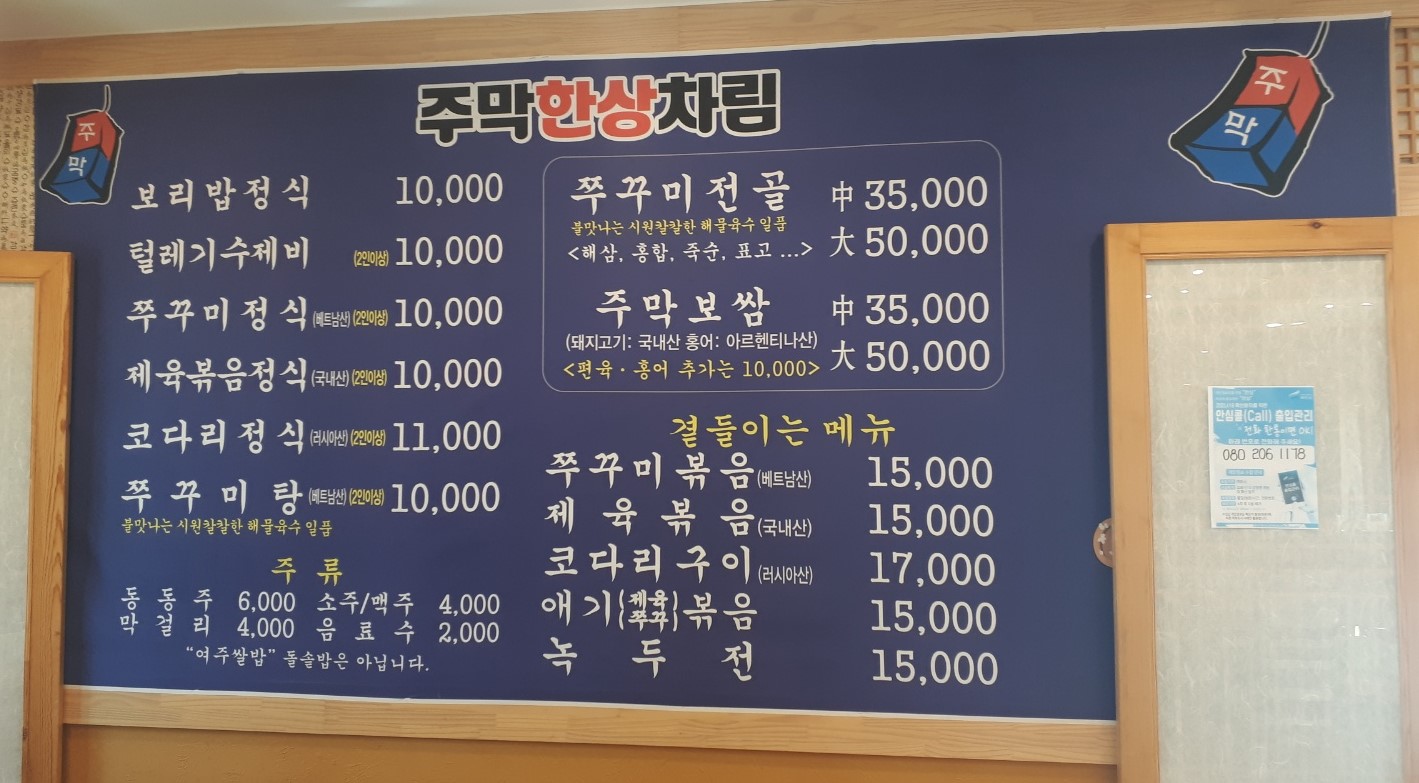 주막한상차림
주
막
주
막
보리밥정식 10,000
털레기수제비 (2인이상) 10,000
쭈꾸미정식 (베트남산) (2인이상) 10,000
제육볶음정식 (국내산) (2인이상) 10,000
코다리정식 (러시아산) (2인이상) 11,000
쭈꾸미탕 (베트남산) (2인이상) 10,000
불맛나는 시원칼칼한 해물육수 일품
주류
동동주 6,000 소주/맥주 4,000
막걸리 4,000 음료수 2,000
"여주쌀밥" 돌솥밥은 아닙니다.
쭈꾸미전골 中 35,000
불맛나는 시원칼칼한 해물육수 일품
<해삼, 홍합, 죽순, 표고 ...> 大 50,000
주막보쌈 中 35,000
(돼지고기: 국내산 홍어: 아르헨티나산)
<편육·홍어 추가는 10,000> 大 50,000
곁들이는 메뉴
쭈꾸미볶음 (베트남산) 15,000
제육볶음 (국내산) 15,000
코다리구이 (러시아산) 17,000
애기(제육 쭈꾸)볶음 15,000
녹두전 15,000
안심콜(Call) 출입관리
"전화 한통이면 OK!
080 206 1178